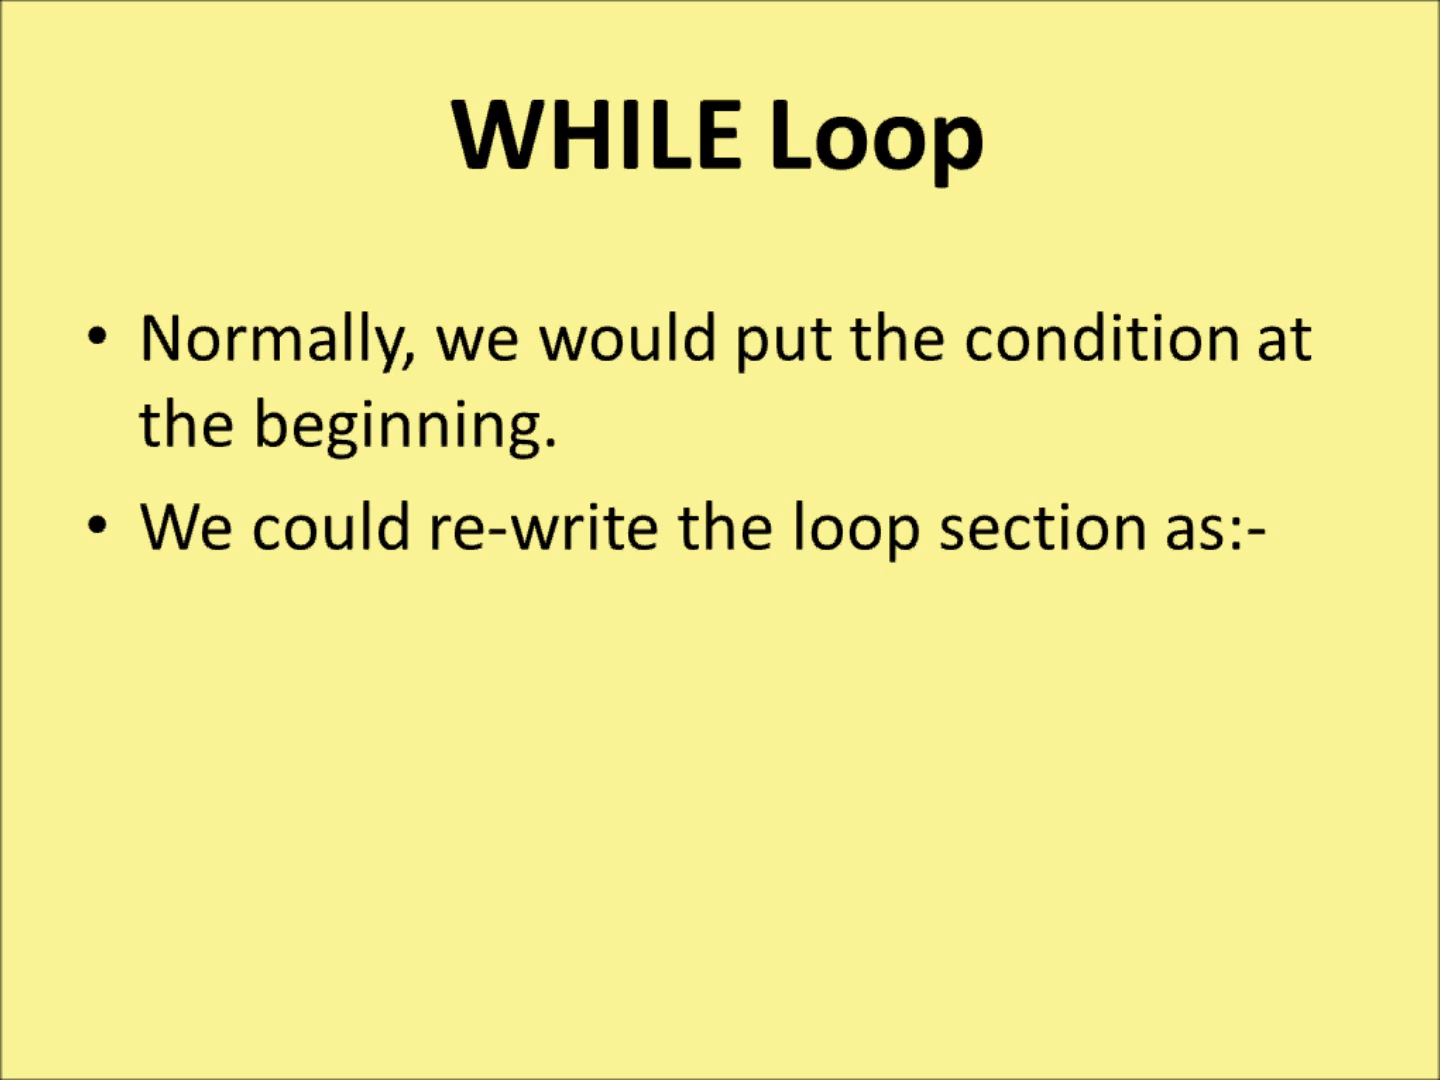 WHILE Loop
• Normally, we would put the condition at
the beginning.
• We could re-write the loop section as:-